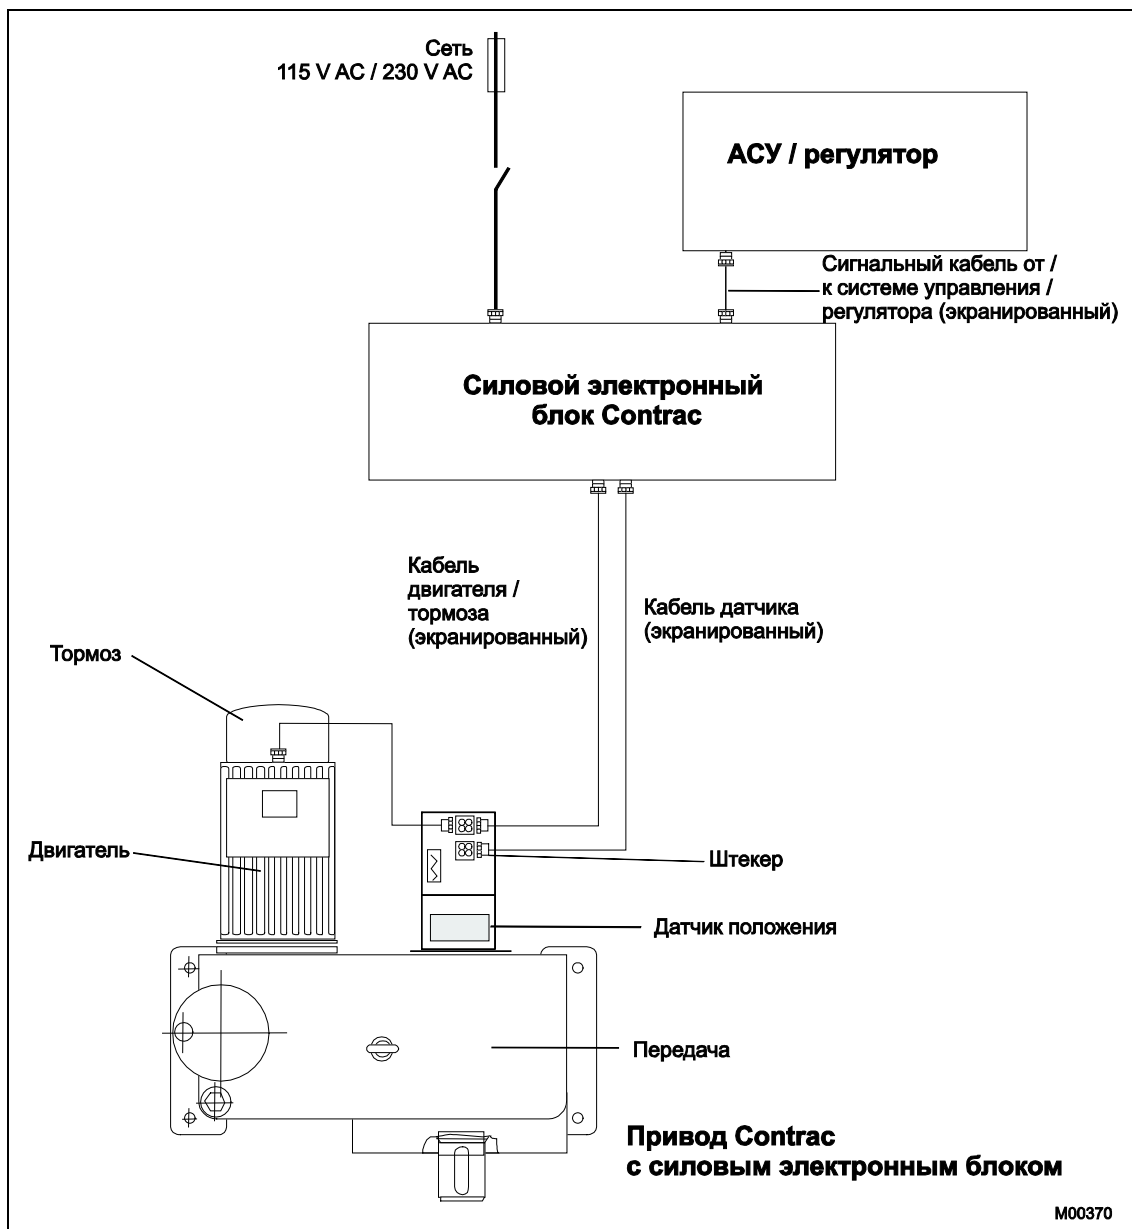 Сеть
115 V AC / 230 V AC
АСУ / регулятор
Сигнальный кабель от /
к системе управления /
регулятора (экранированный)
Силовой электронный
блок Contrac
Кабель
двигателя /
тормоза
(экранированный)
Кабель датчика
(экранированный)
Тормоз
Двигатель
Штекер
Датчик положения
Передача
Привод Contrac
с силовым электронным блоком
M00370